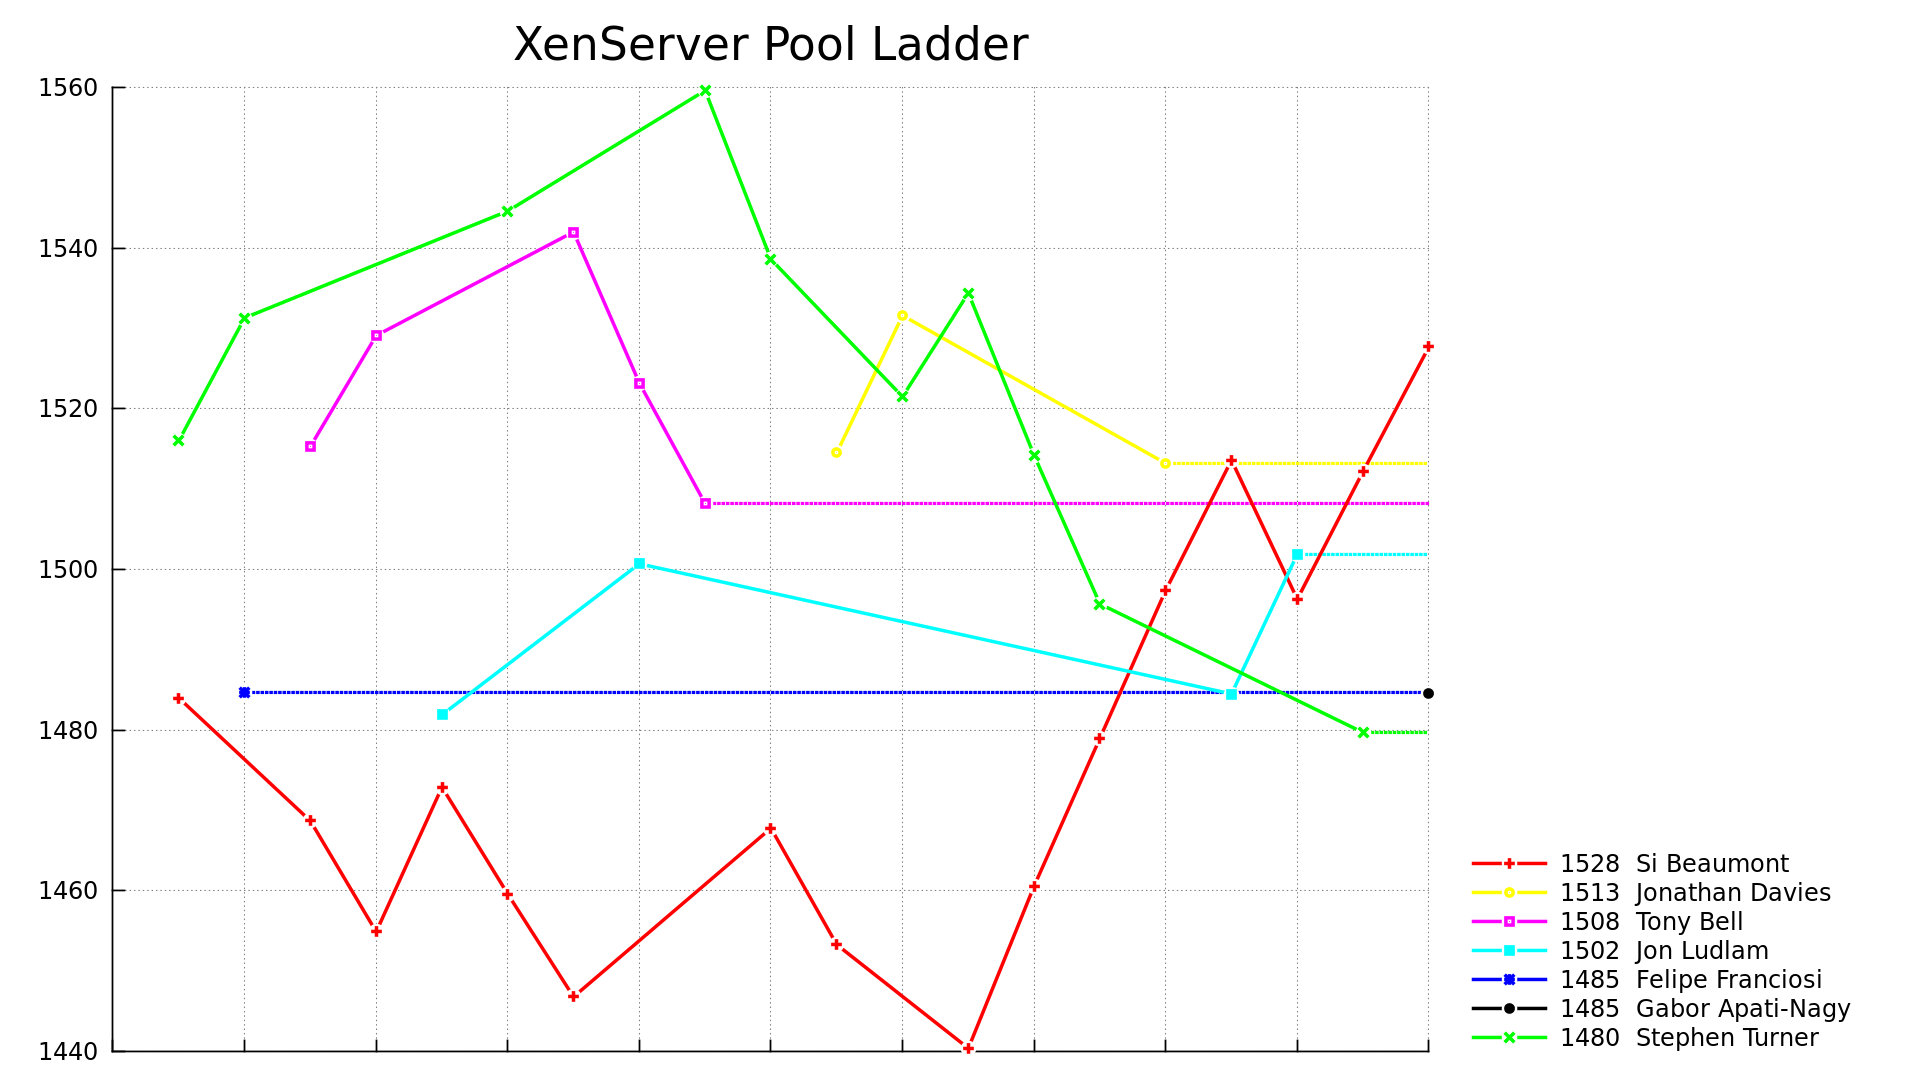 XenServer Pool Ladder
1560
1540
1520
1500
1480
1460
1440
1528 Si Beaumont
1513 Jonathan Davies
1508 Tony Bell
1502 Jon Ludlam
1485 Felipe Franciosi
1485 Gabor Apati-Nagy
1480 Stephen Turner